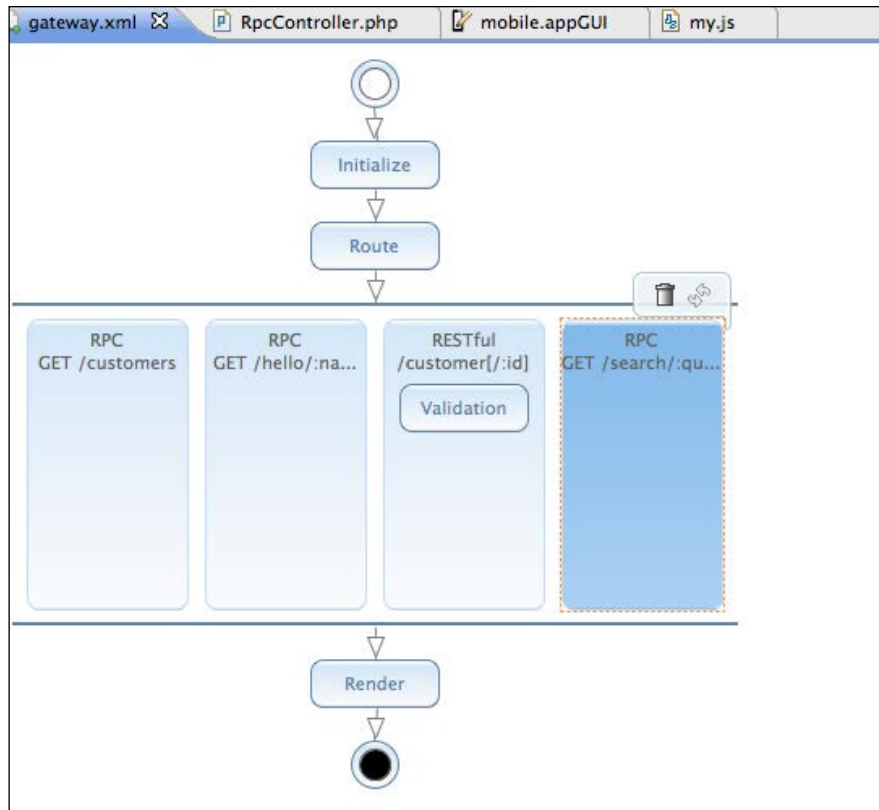 gateway.xml
RpcController.php
mobile.appGUI
my.js
Initialize
Route
RPC
GET /customers
RPC
GET /hello/:na...
RESTful
/customer[/:id]
Validation
RPC
GET /search/:qu...
Render